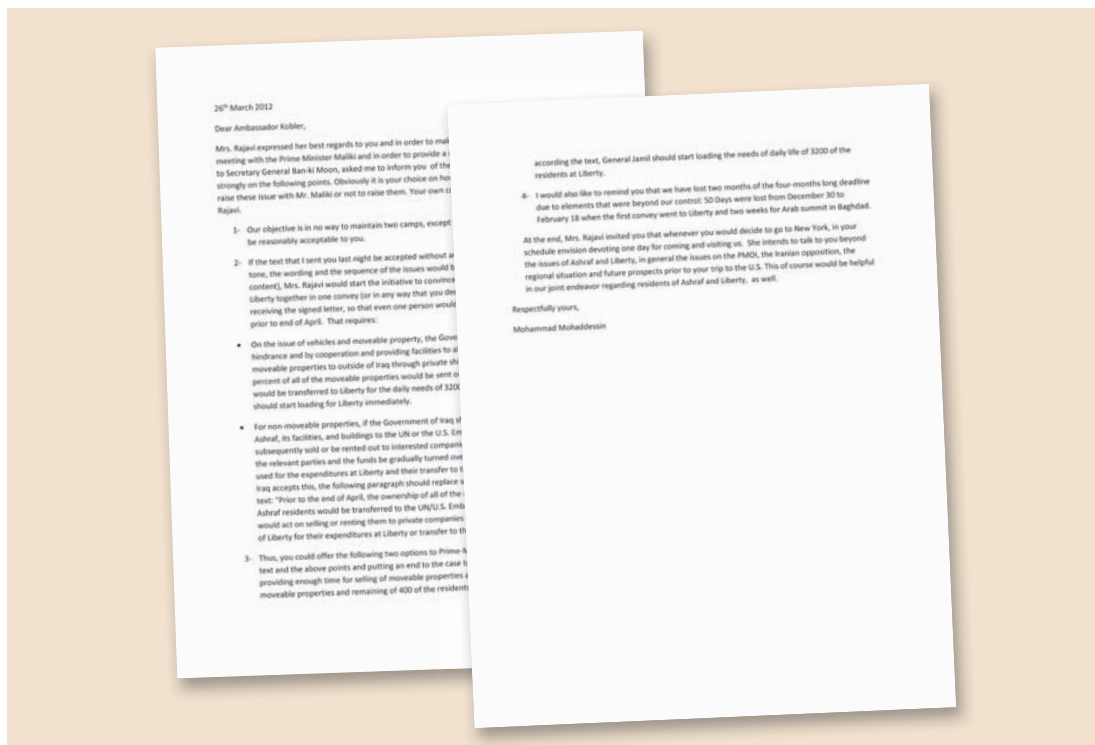 26th March 2012
Dear Ambassador Kobler,
Mrs. Rajavi expressed her best regards to you and in order to
meeting with the Prime Minister Maliki and in order to provide a
to Secretary General Ban-ki Moon, asked me to inform you of the
strongly on the following points. Obviously it is your choice on
raise these issue with Mr. Maliki or not to raise them. Your own
Rajavi.
1- Our objective is in no way to maintain two camps, except
be reasonably acceptable to you.
2- If the text that I sent you last night be accepted without
tone, the wording and the sequence of the issues would
content), Mrs. Rajavi would start the initiative to convince
Liberty together in one convey (or in any way that you
receiving the signed letter, so that even one person would
prior to end of April. That requires:
• On the issue of vehicles and moveable property, the
hindrance and by cooperation and providing facilities to
moveable properties to outside of Iraq through private
percent of all of the moveable properties would be sent
would be transferred to Liberty for the daily needs of 3200
should start loading for Liberty immediately.
• For non-moveable properties, if the Government of Iraq
Ashraf, its facilities, and buildings to the UN or the U.S.
subsequently sold or be rented out to interested
the relevant parties and the funds be gradually turned
used for the expenditures at Liberty and their transfer to
Iraq accepts this, the following paragraph should replace
text: "Prior to the end of April, the ownership of all of the
Ashraf residents would be transferred to the UN/U.S.
would act on selling or renting them to private companies
of Liberty for their expenditures at Liberty or transfer to
3- Thus, you could offer the following two options to
text and the above points and putting an end to the case
providing enough time for selling of moveable properties
moveable properties and remaining of 400 of the
according the text, General Jamil should start loading the needs of daily life of 3200 of the
residents at Liberty.
4- I would also like to remind you that we have lost two months of the four-months long deadline
due to elements that were beyond our control: 50 Days were lost from December 30 to
February 18 when the first convey went to Liberty and two weeks for Arab summit in Baghdad.
At the end, Mrs. Rajavi invited you that whenever you would decide to go to New York, in your
schedule envision devoting one day for coming and visiting us. She intends to talk to you beyond
the issues of Ashraf and Liberty, in general the issues on the PMOI, the Iranian opposition, the
regional situation and future prospects prior to your trip to the U.S. This of course would be helpful
in our joint endeavor regarding residents of Ashraf and Liberty, as well.
Respectfully yours,
Mohammad Mohaddessin